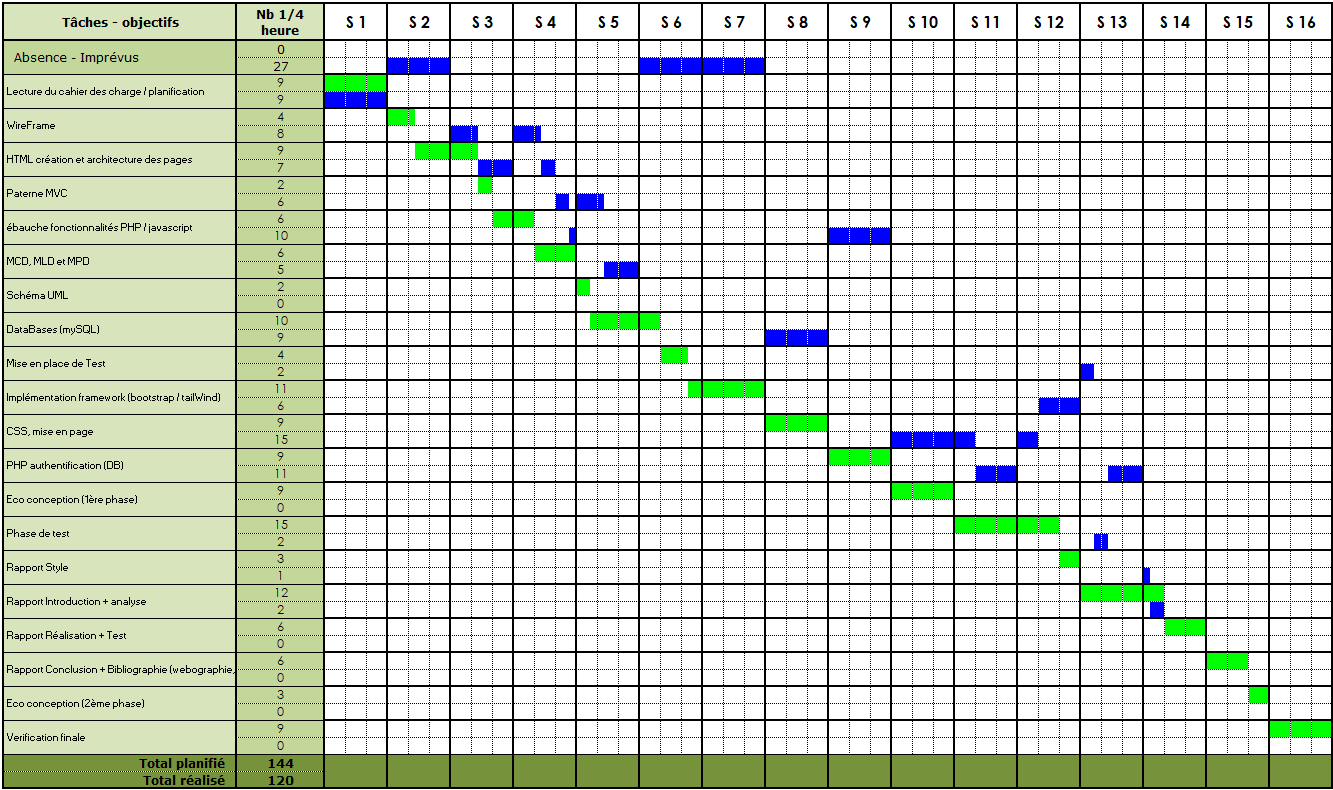 Tâches - objectifs Nb 1/4 heure S 1 S 2 S 3 S 4 S 5 S 6 S 7 S 8 S 9 S 10 S 11 S 12 S 13 S 14 S 15 S 16
Absence - Imprévus 0
27
Lecture du cahier des charge / planification 9
9
WireFrame 4
8
HTML création et architecture des pages 9
7
Paterne MVC 2
6
ébauche fonctionnalités PHP / javascript 6
10
MCD, MLD et MPD 6
5
Schéma UML 2
0
DataBases (mySQL) 10
9
Mise en place de Test 4
2
Implémentation framework (bootstrap / tailWind) 11
6
CSS, mise en page 9
15
PHP authentification (DB) 9
11
Eco conception (1ère phase) 9
0
Phase de test 15
2
Rapport Style 3
1
Rapport Introduction + analyse 12
2
Rapport Réalisation + Test 6
0
Rapport Conclusion + Bibliographie (webographie, 6
0
Eco conception (2ème phase) 3
0
Verification finale 9
0
Total planifié 144
Total réalisé 120